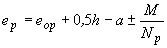 e_p = e_op + 0,5h - a ± M/N_p